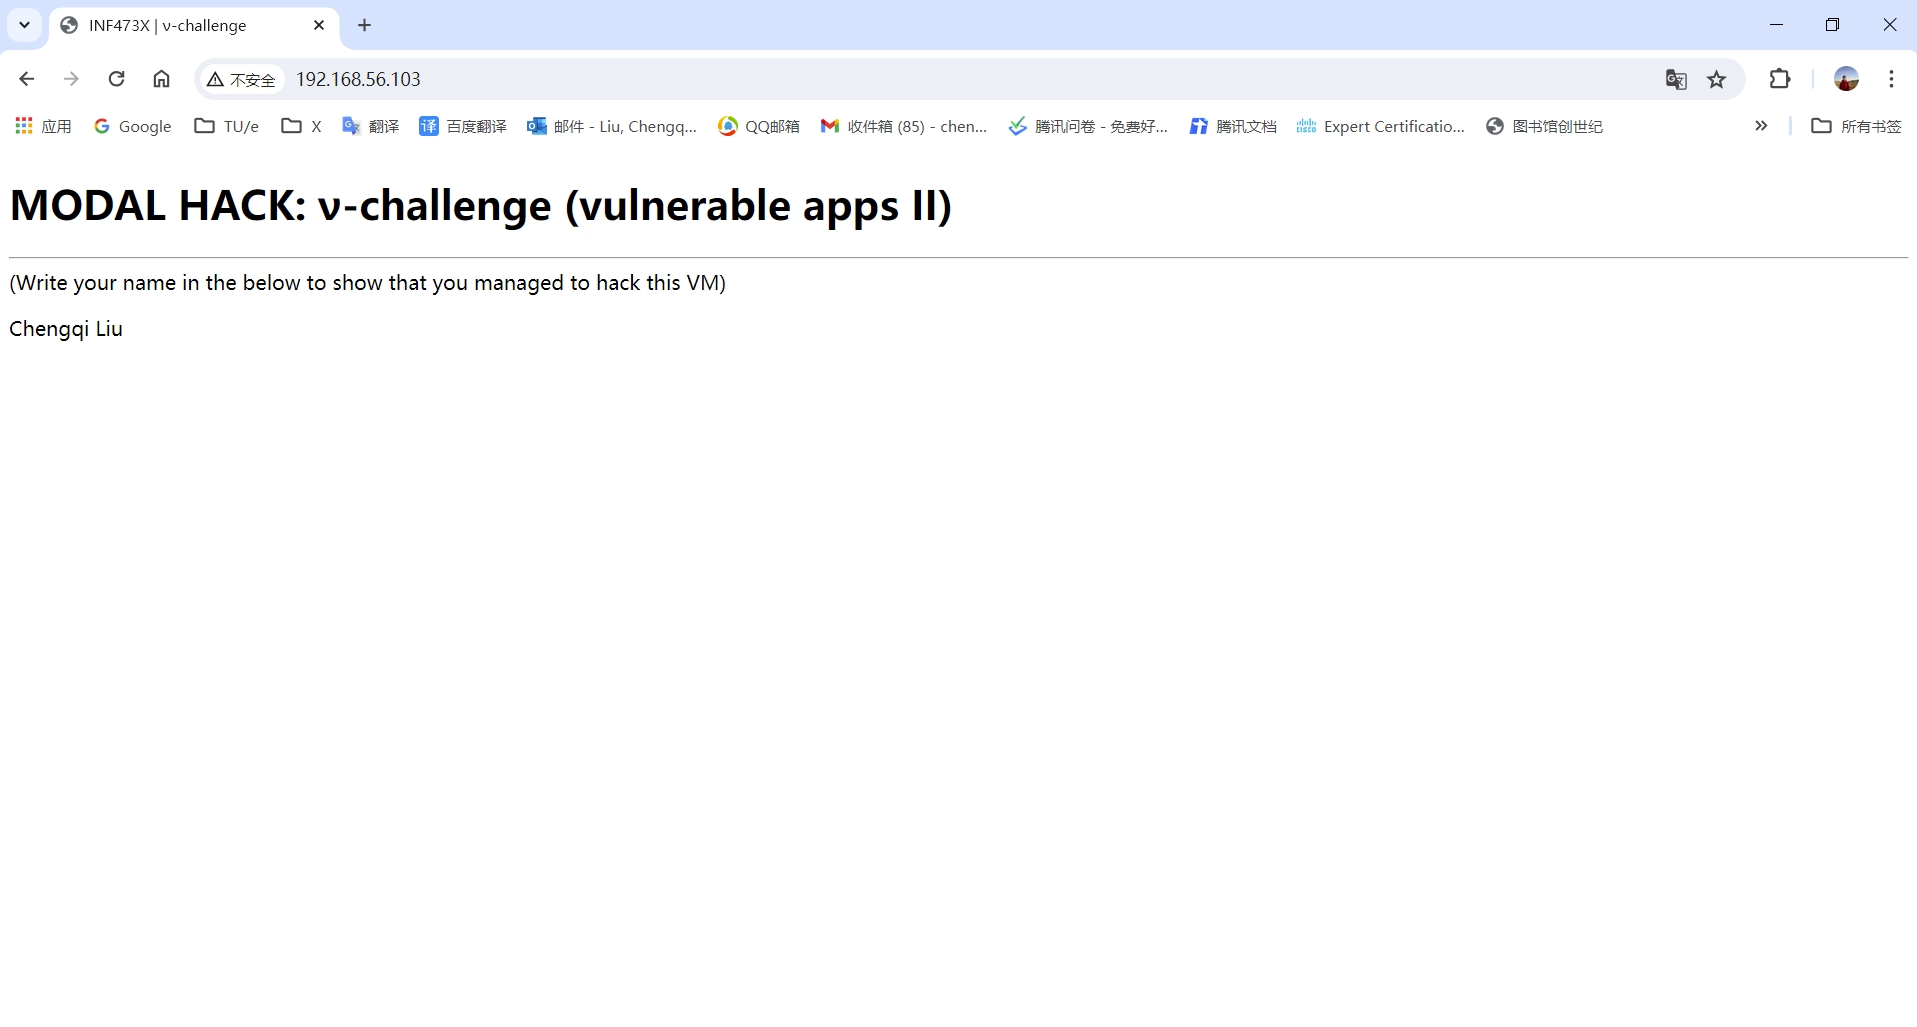 INF473X | ν-challenge
不安全 192.168.56.103
应用 Google TU/e X 翻译 百度翻译 邮件 - Liu, Chengq... QQ邮箱 收件箱 (85) - chen... 腾讯问卷 - 免费好... 腾讯文档 Expert Certificatio... 图书馆创世纪 » 所有书签
MODAL HACK: ν-challenge (vulnerable apps II)
(Write your name in the below to show that you managed to hack this VM)
Chengqi Liu